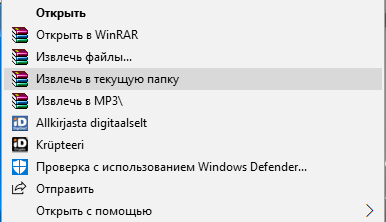 Открыть
Открыть в WinRAR
Извлечь файлы...
Извлечь в текущую папку
Извлечь в MP3\
Allkirjasta digitaalselt
Krüpteeri
Проверка с использованием Windows Defender...
Отправить
Открыть с помощью